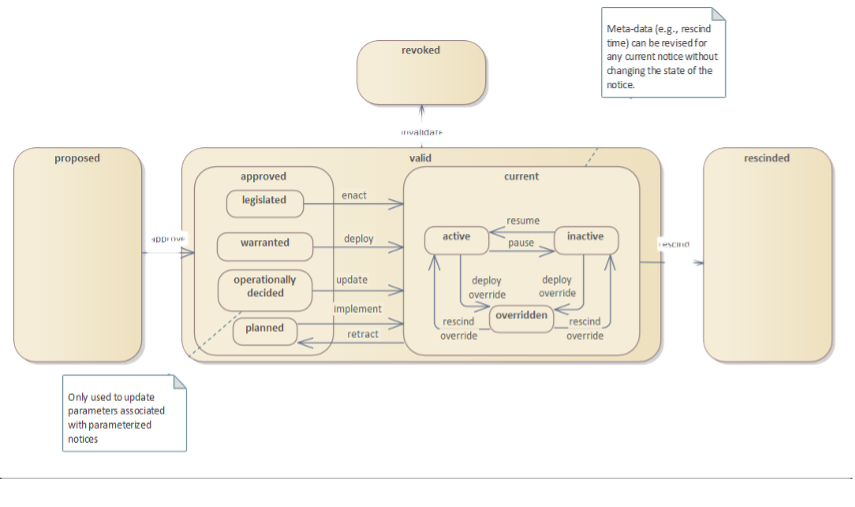 Meta-data (e.g., rescind
time) can be revised for
any current notice without
changing the state of the
notice.
revoked
invalidate
proposed
valid
rescinded
approved
current
legislated
enact
resume
active
inactive
warranted
deploy
pause
approve
rescind
operationally
decided
update
deploy
override
deploy
override
implement
overridden
planned
retract
rescind
override
rescind
override
Only used to update
parameters associated
with parameterized
notices